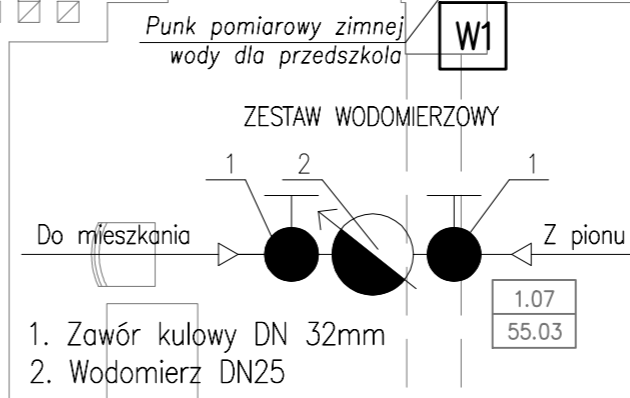 Punk pomiarowy zimnej
wody dla przedszkola
W1
ZESTAW WODOMIERZOWY
1
2
1
Do mieszkania
Z pionu
1.07
55.03
1. Zawór kulowy DN 32mm
2. Wodomierz DN25